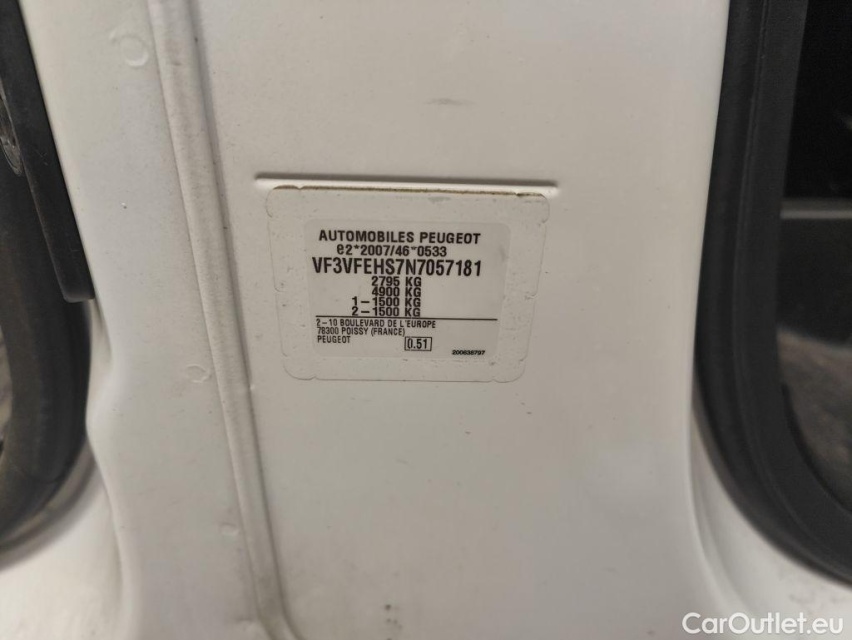 AUTOMOBILES PEUGEOT
e2*2007/46*0533
VF3VFEHS7N7057181
2795 KG
4900 KG
1-1500 KG
2-1500 KG
2-10 BOULEVARD DE L'EUROPE
78300 POISSY (FRANCE)
PEUGEOT 0.51
200636797
CarOutlet.eu